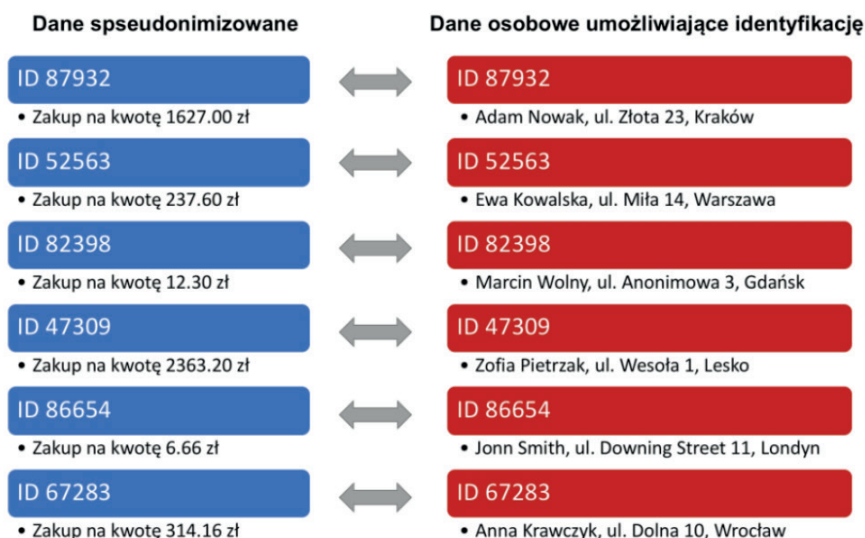 Dane spseudonimizowane
Dane osobowe umożliwiające identyfikację
ID 87932
ID 87932
• Zakup na kwotę 1627.00 zł
• Adam Nowak, ul. Złota 23, Kraków
ID 52563
ID 52563
• Zakup na kwotę 237.60 zł
• Ewa Kowalska, ul. Miła 14, Warszawa
ID 82398
ID 82398
• Zakup na kwotę 12.30 zł
• Marcin Wolny, ul. Anonimowa 3, Gdańsk
ID 47309
ID 47309
• Zakup na kwotę 2363.20 zł
• Zofia Pietrzak, ul. Wesoła 1, Lesko
ID 86654
ID 86654
• Zakup na kwotę 6.66 zł
• Jonn Smith, ul. Downing Street 11, Londyn
ID 67283
ID 67283
• Zakup na kwotę 314.16 zł
• Anna Krawczyk, ul. Dolna 10, Wrocław